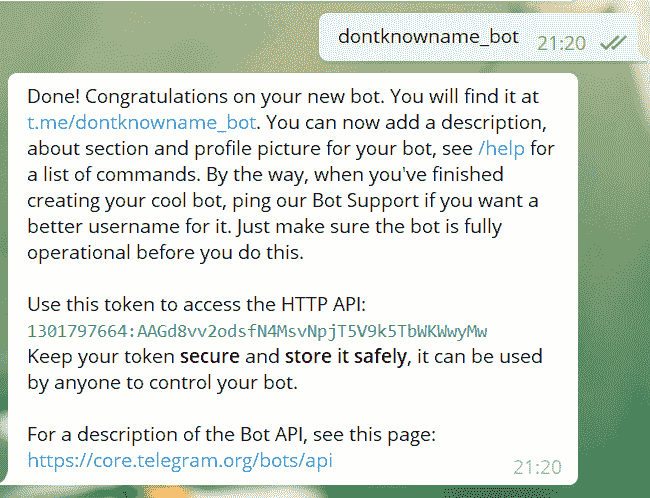 dontknowname_bot 21:20
Done! Congratulations on your new bot. You will find it at
t.me/dontknowname_bot. You can now add a description,
about section and profile picture for your bot, see /help for
a list of commands. By the way, when you've finished
creating your cool bot, ping our Bot Support if you want a
better username for it. Just make sure the bot is fully
operational before you do this.
Use this token to access the HTTP API:
1301797664:AAGd8vv2odsfN4MsvNpjT5V9k5TbWKWwyMw
Keep your token secure and store it safely, it can be used
by anyone to control your bot.
For a description of the Bot API, see this page:
https://core.telegram.org/bots/api 21:20